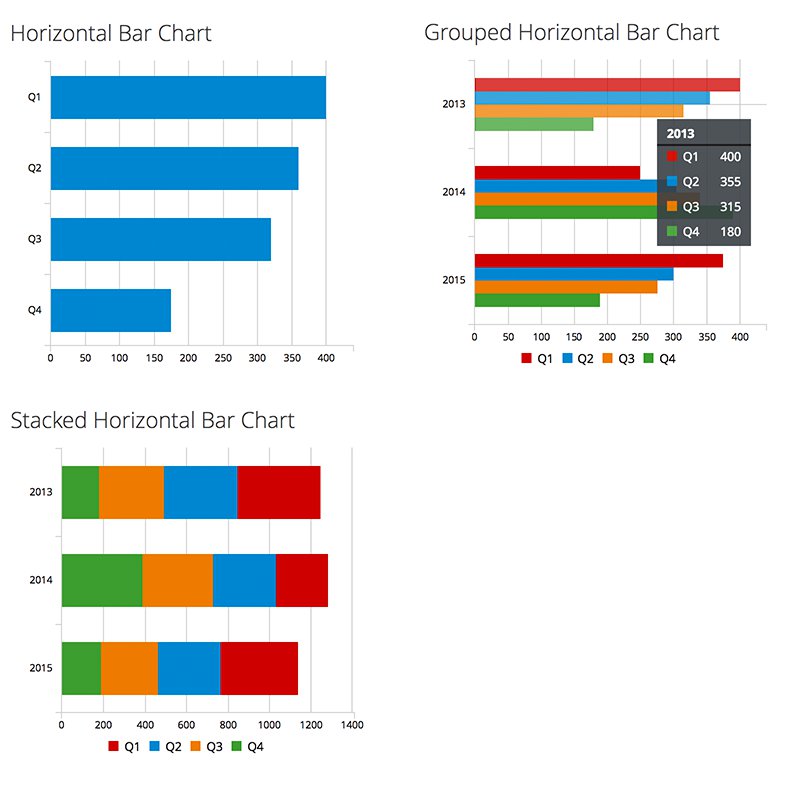 Horizontal Bar Chart
Q1
Q2
Q3
Q4
0 50 100 150 200 250 300 350 400
Grouped Horizontal Bar Chart
2013
2014
2015
2013
Q1 400
Q2 355
Q3 315
Q4 180
0 50 100 150 200 250 300 350 400
Q1 Q2 Q3 Q4
Stacked Horizontal Bar Chart
2013
2014
2015
0 200 400 600 800 1000 1200 1400
Q1 Q2 Q3 Q4